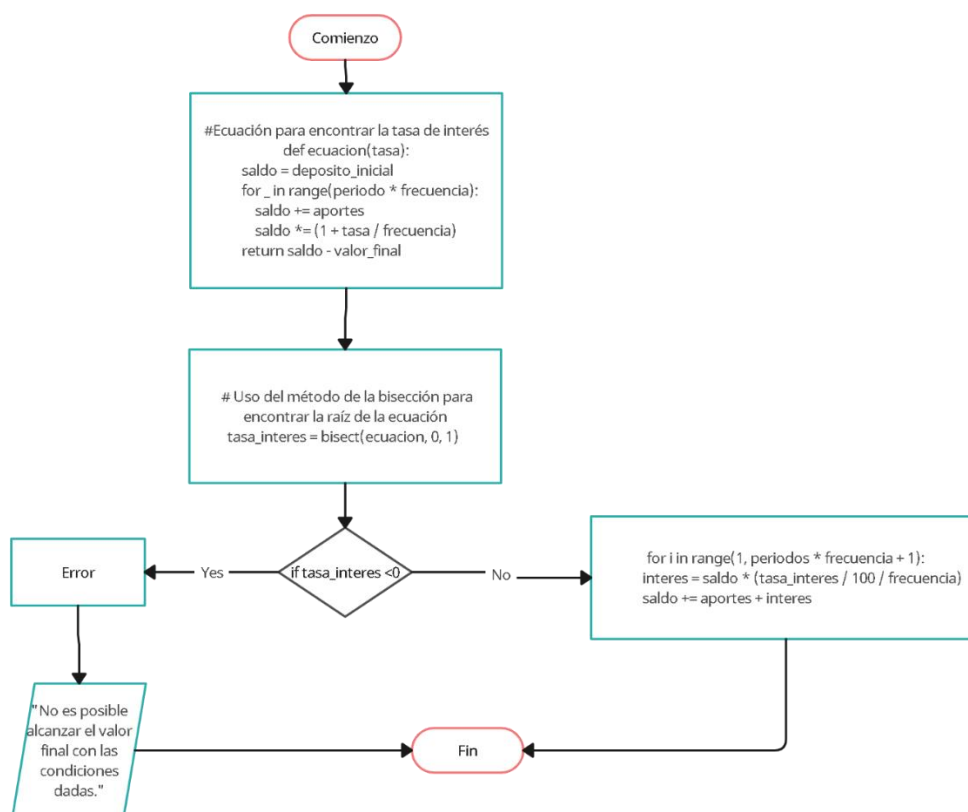 Comienzo
#Ecuación para encontrar la tasa de interés
def ecuacion(tasa):
saldo = deposito_inicial
for _ in range(periodo * frecuencia):
saldo += aportes
saldo *= (1 + tasa / frecuencia)
return saldo - valor_final
# Uso del método de la bisección para
encontrar la raíz de la ecuación
tasa_interes = bisect(ecuacion, 0, 1)
if tasa_interes <0
Yes
Error
No
for i in range(1, periodos * frecuencia + 1):
interes = saldo * (tasa_interes / 100 / frecuencia)
saldo += aportes + interes
"No es posible
alcanzar el valor
final con las
condiciones
dadas."
Fin